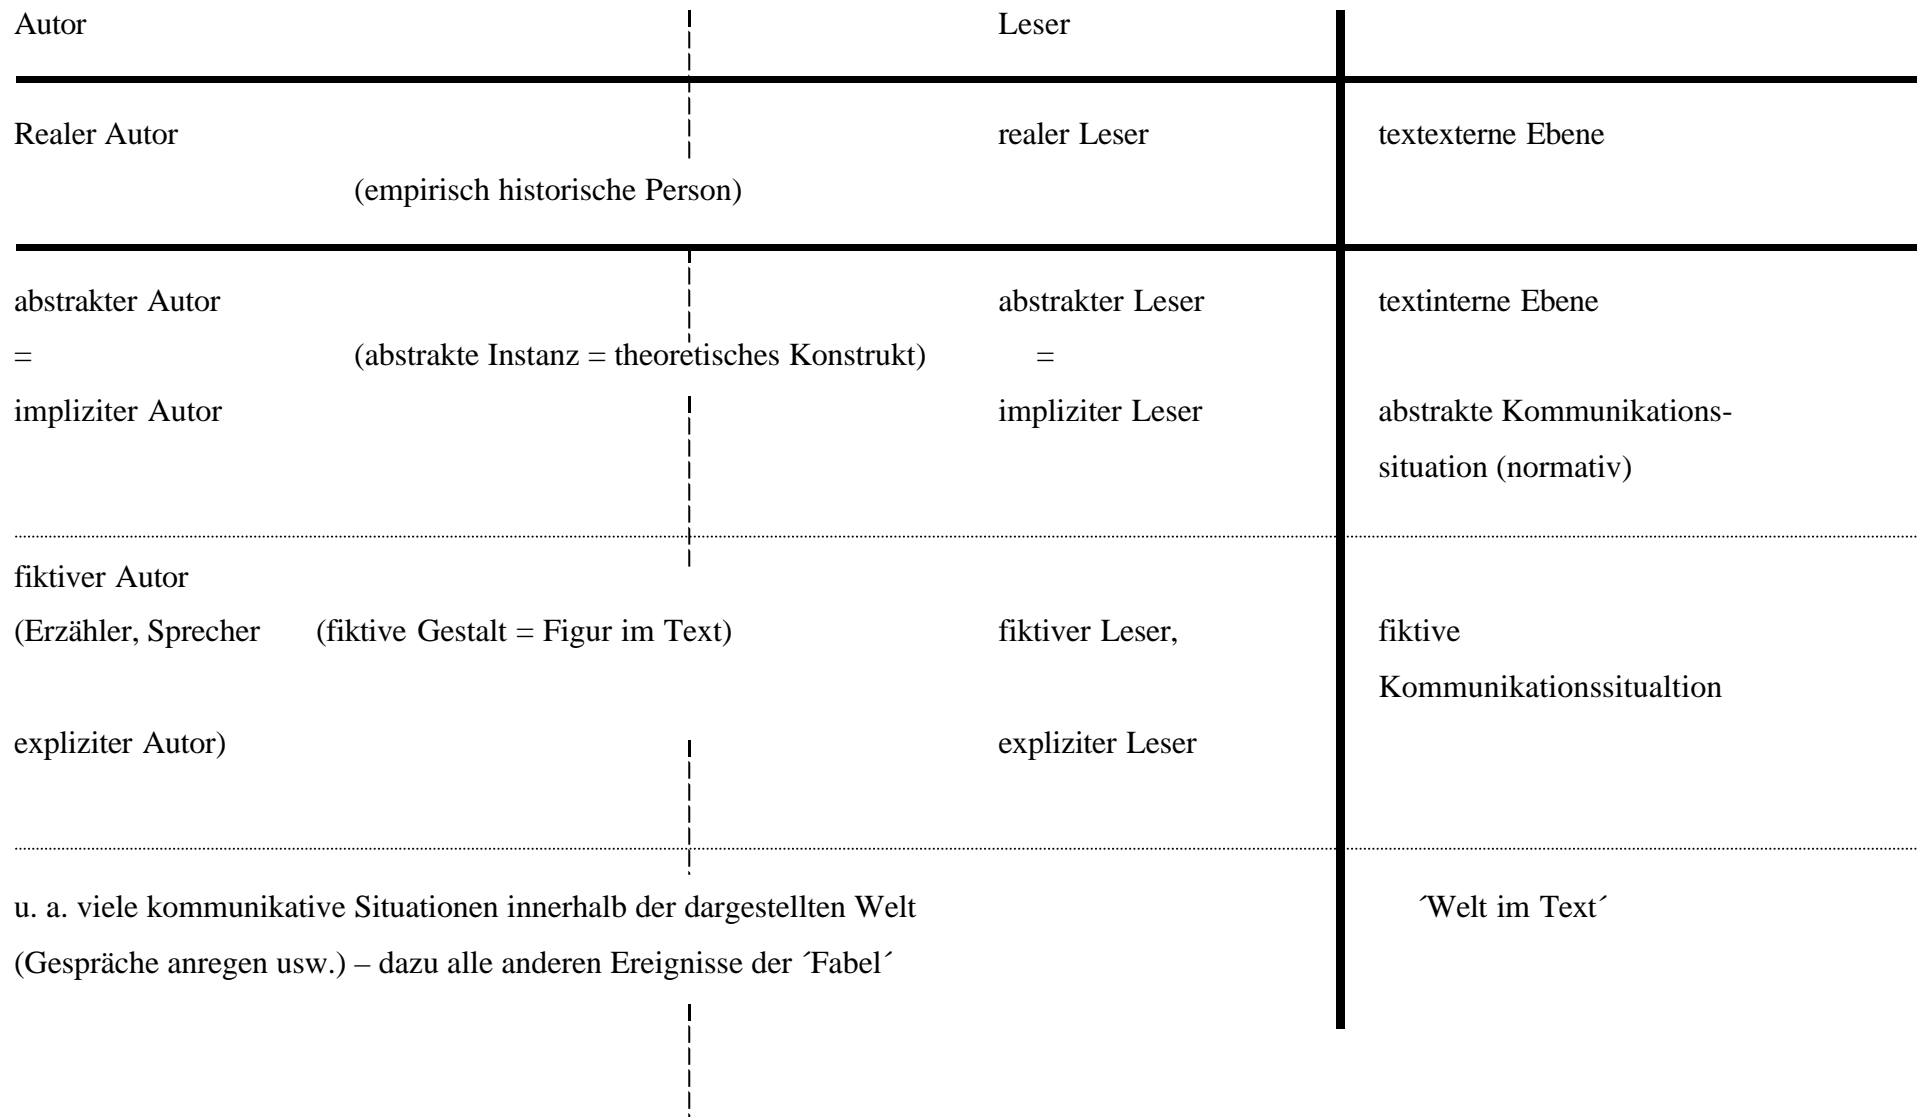 Autor Leser
Realer Autor realer Leser textexterne Ebene
(empirisch historische Person)
abstrakter Autor abstrakter Leser textinterne Ebene
= (abstrakte Instanz = theoretisches Konstrukt) =
impliziter Autor impliziter Leser abstrakte Kommunikations-
situation (normativ)
fiktiver Autor
(Erzähler, Sprecher (fiktive Gestalt = Figur im Text) fiktiver Leser, fiktive
Kommunikationssitualtion
expliziter Autor) expliziter Leser
u. a. viele kommunikative Situationen innerhalb der dargestellten Welt ´Welt im Text´
(Gespräche anregen usw.) – dazu alle anderen Ereignisse der ´Fabel´